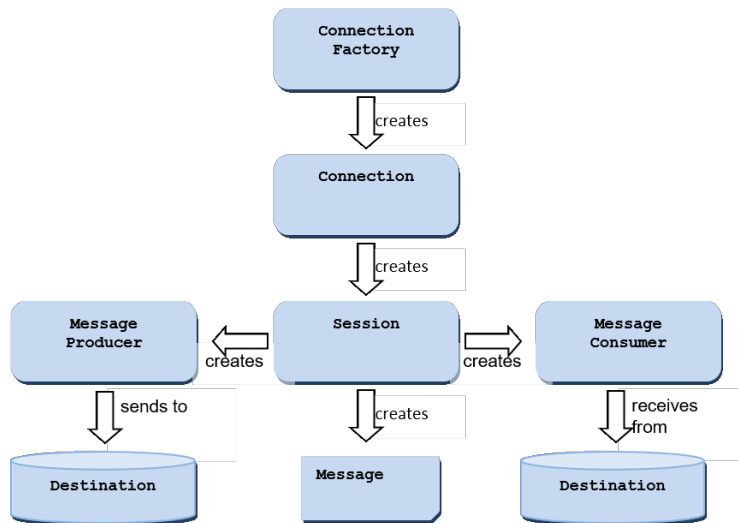 Connection
Factory
creates
Connection
creates
Message
Producer
creates
Session
creates
Message
Consumer
sends to
creates
receives
from
Destination
Message
Destination